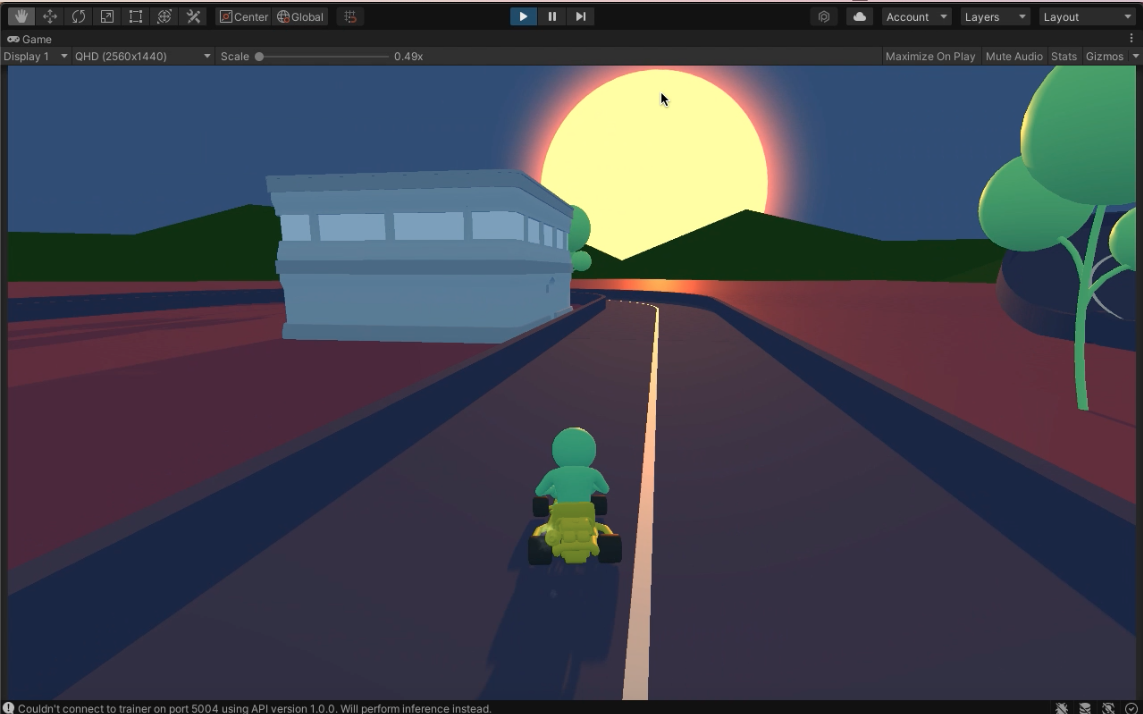 Center Global Account Layers Layout
Game
Display 1 QHD (2560x1440) Scale 0.49x Maximize On Play Mute Audio Stats Gizmos
Couldn't connect to trainer on port 5004 using API version 1.0.0. Will perform inference instead.